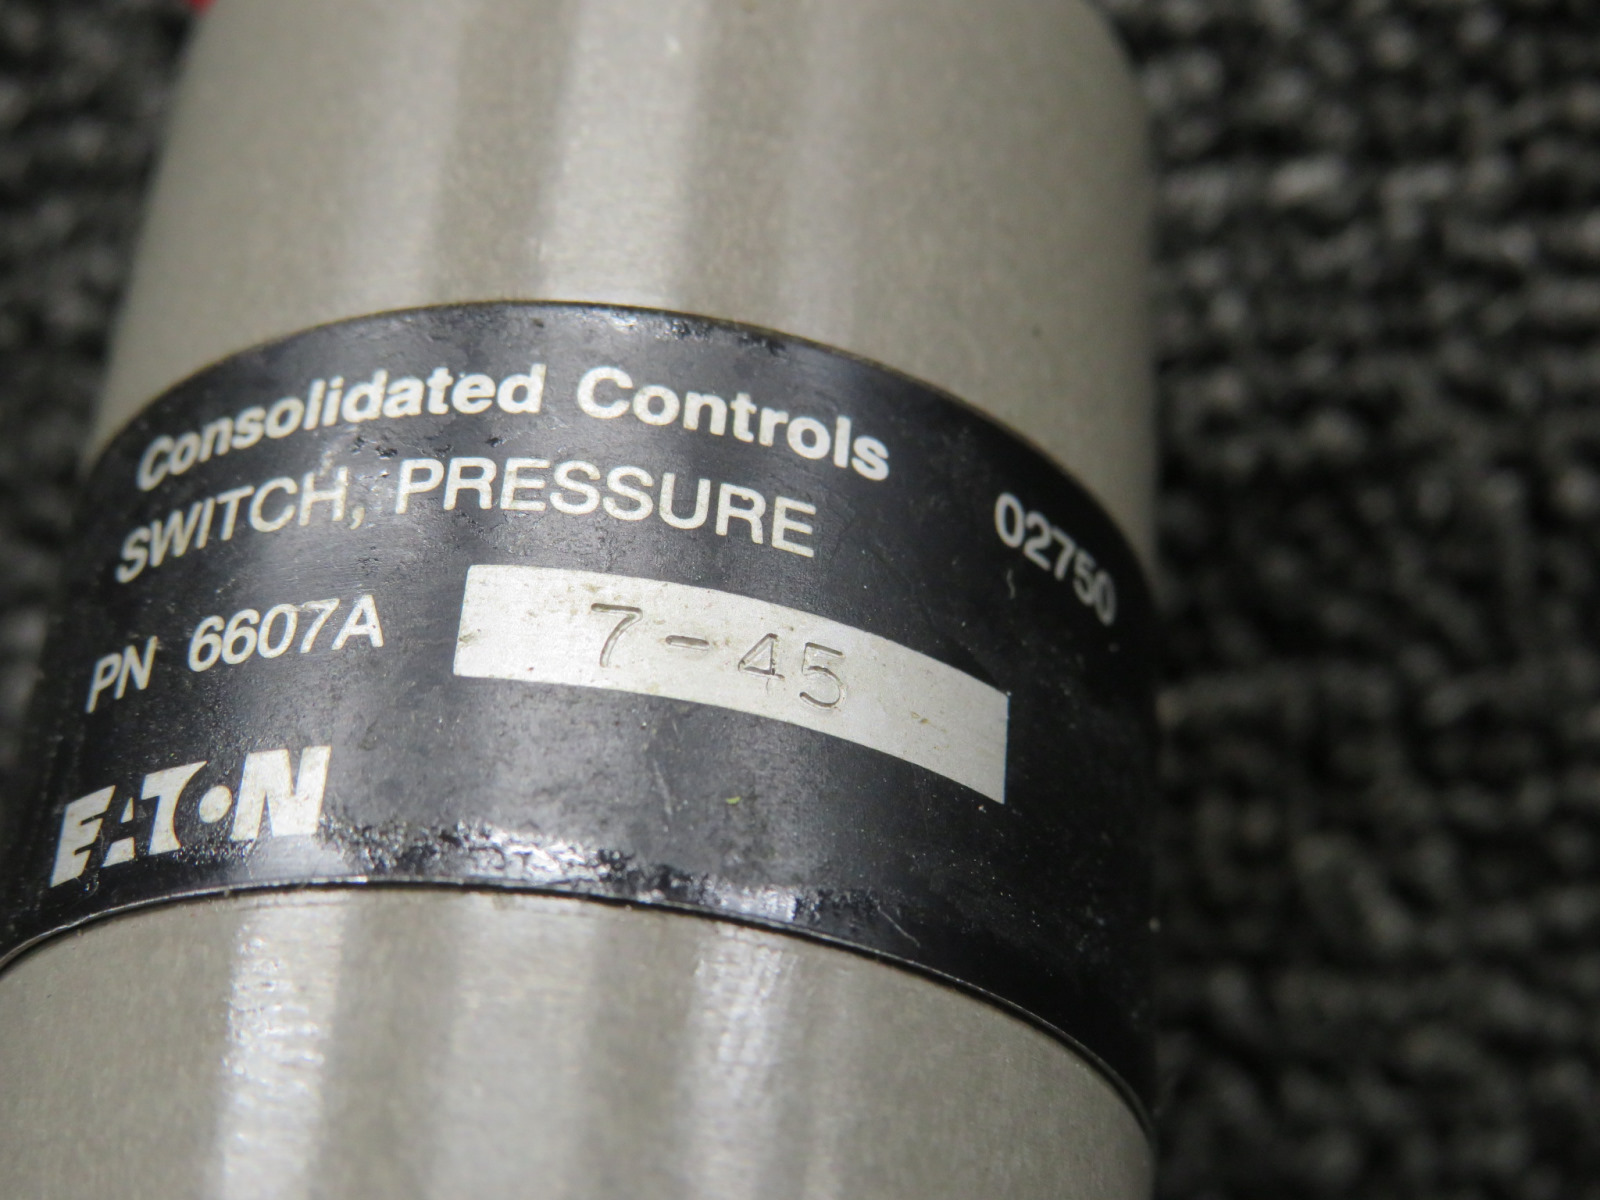 Consolidated Controls 02750
SWITCH, PRESSURE
PN 6607A 7-45
EATON